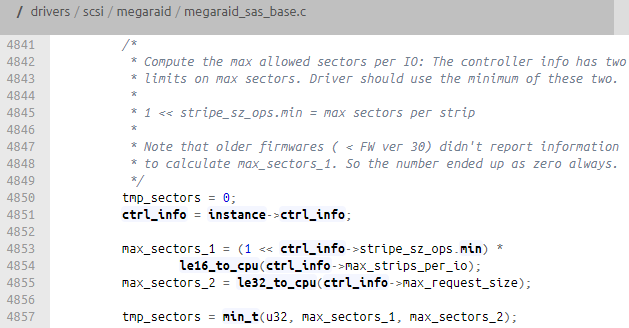 / drivers / scsi / megaraid / megaraid_sas_base.c
4841 /*
4842 * Compute the max allowed sectors per IO: The controller info has two
4843 * limits on max sectors. Driver should use the minimum of these two.
4844 *
4845 * 1 << stripe_sz_ops.min = max sectors per strip
4846 *
4847 * Note that older firmwares ( < FW ver 30) didn't report information
4848 * to calculate max_sectors_1. So the number ended up as zero always.
4849 */
4850 tmp_sectors = 0;
4851 ctrl_info = instance->ctrl_info;
4852
4853 max_sectors_1 = (1 << ctrl_info->stripe_sz_ops.min) *
4854 le16_to_cpu(ctrl_info->max_strips_per_io);
4855 max_sectors_2 = le32_to_cpu(ctrl_info->max_request_size);
4856
4857 tmp_sectors = min_t(u32, max_sectors_1, max_sectors_2);